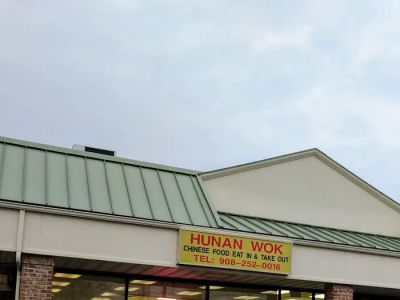 HUNAN WOK
CHINESE FOOD EAT IN & TAKE OUT
TEL: 908-252-0016